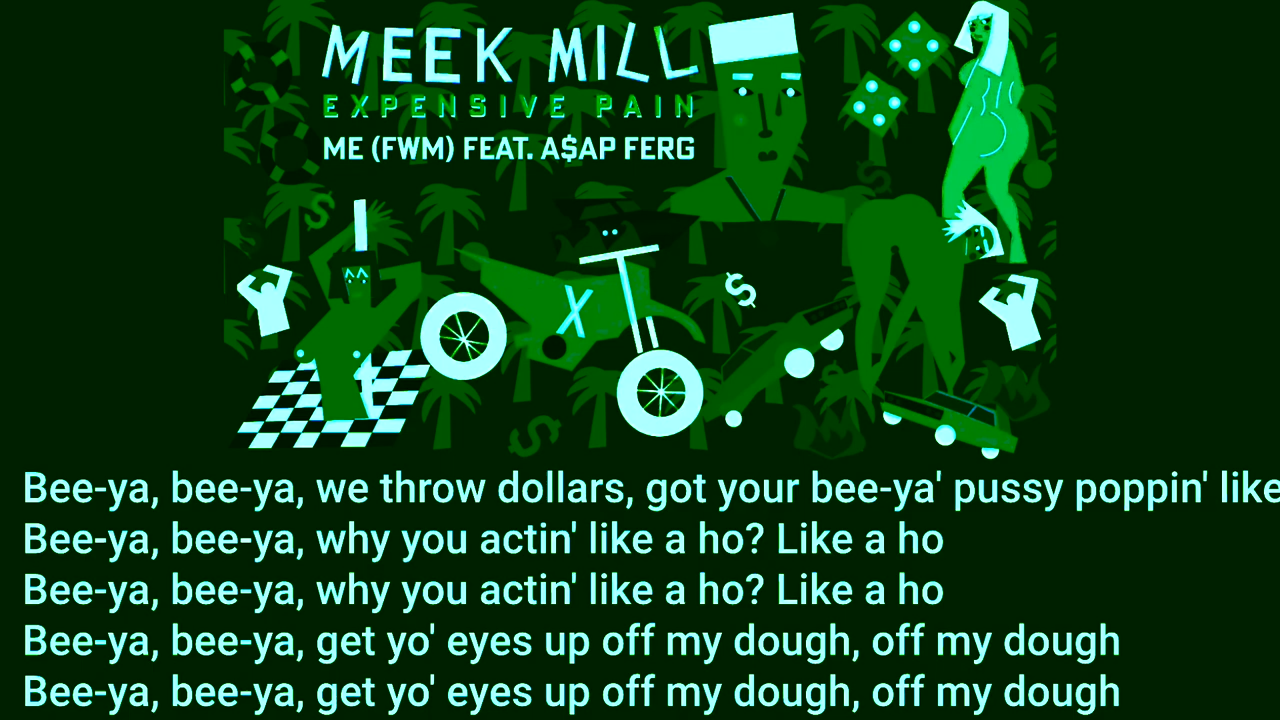 MEEK MILL
EXPENSIVE PAIN
ME (FWM) FEAT. A$AP FERG
X
$
$
$
$
Bee-ya, bee-ya, we throw dollars, got your bee-ya' pussy poppin' like
Bee-ya, bee-ya, why you actin' like a ho? Like a ho
Bee-ya, bee-ya, why you actin' like a ho? Like a ho
Bee-ya, bee-ya, get yo' eyes up off my dough, off my dough
Bee-ya, bee-ya, get yo' eyes up off my dough, off my dough